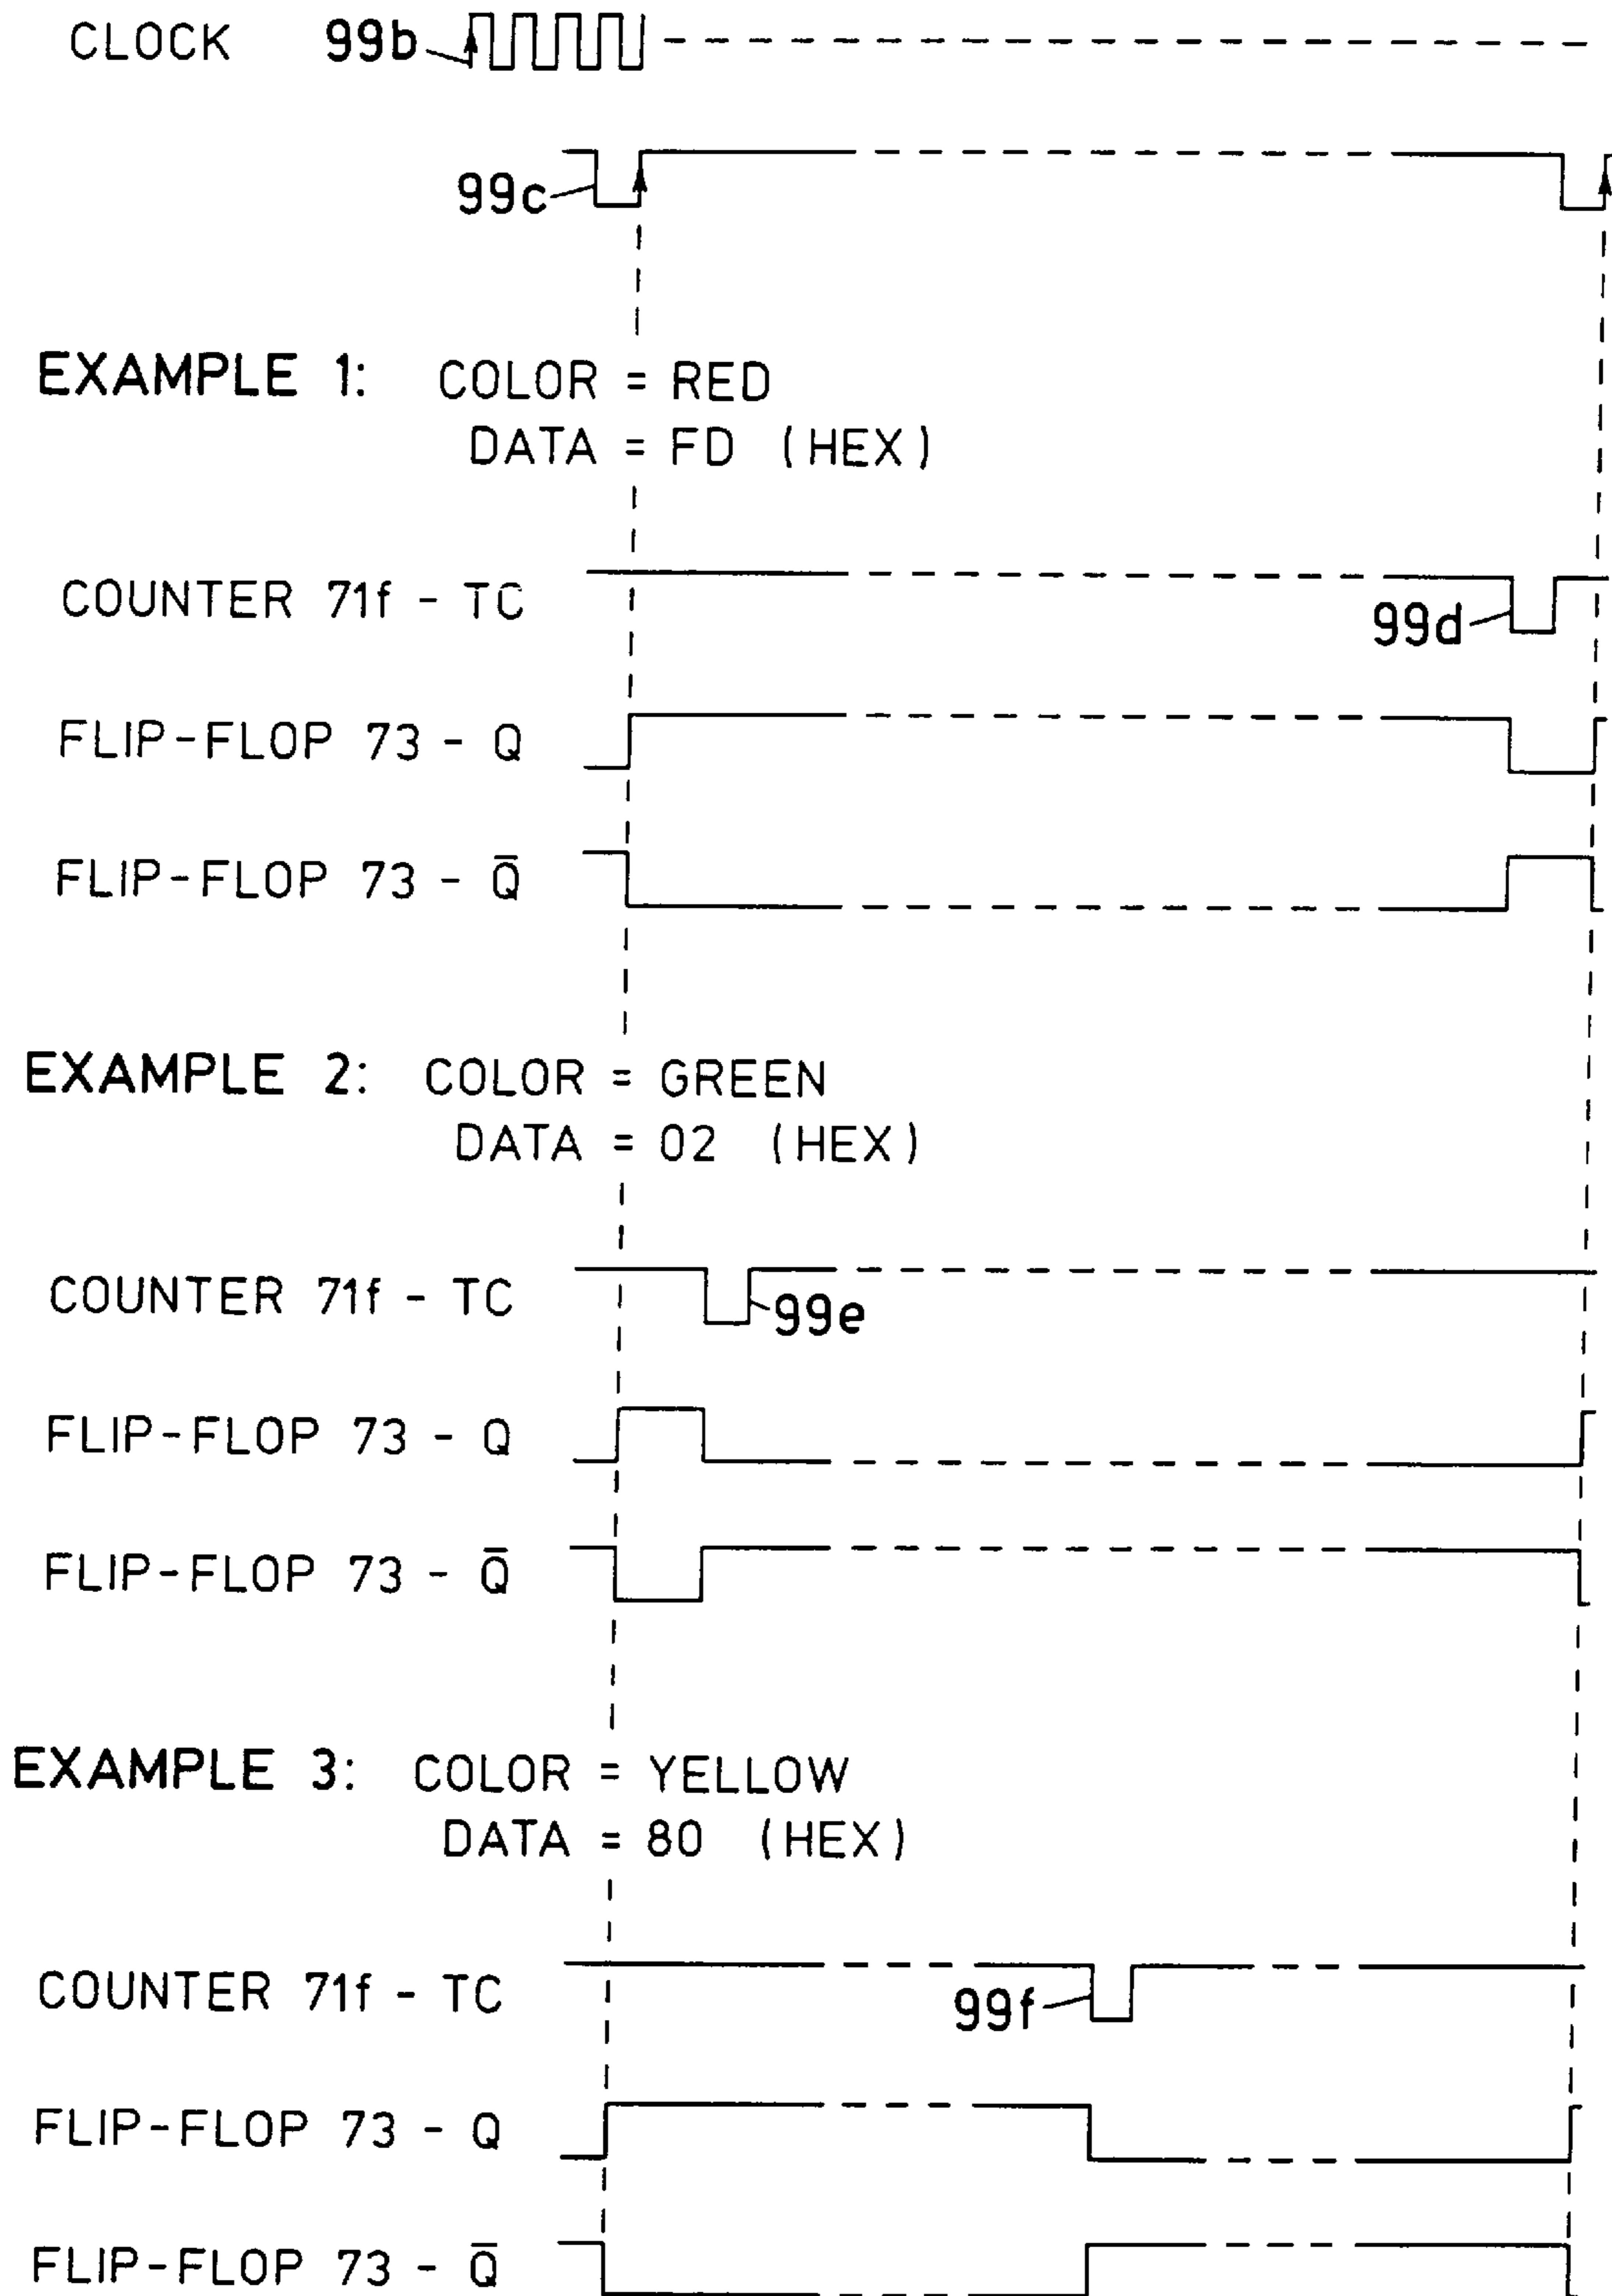 CLOCK 99b
99c
EXAMPLE 1: COLOR = RED
DATA = FD (HEX)
COUNTER 71f - TC
99d
FLIP-FLOP 73 - Q
FLIP-FLOP 73 - Q̅
EXAMPLE 2: COLOR = GREEN
DATA = 02 (HEX)
COUNTER 71f - TC
99e
FLIP-FLOP 73 - Q
FLIP-FLOP 73 - Q̅
EXAMPLE 3: COLOR = YELLOW
DATA = 80 (HEX)
COUNTER 71f - TC
99f
FLIP-FLOP 73 - Q
FLIP-FLOP 73 - Q̅